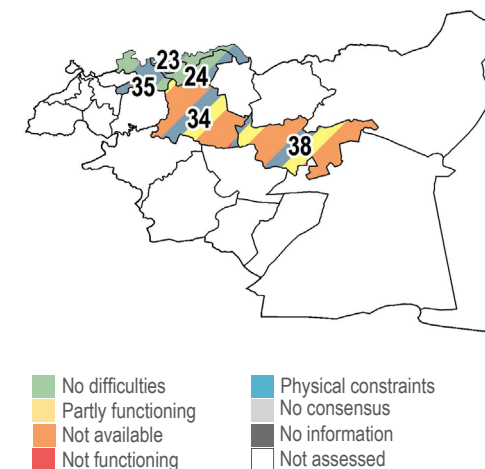 23
24
35
34
38
No difficulties
Partly functioning
Not available
Not functioning
Physical constraints
No consensus
No information
Not assessed